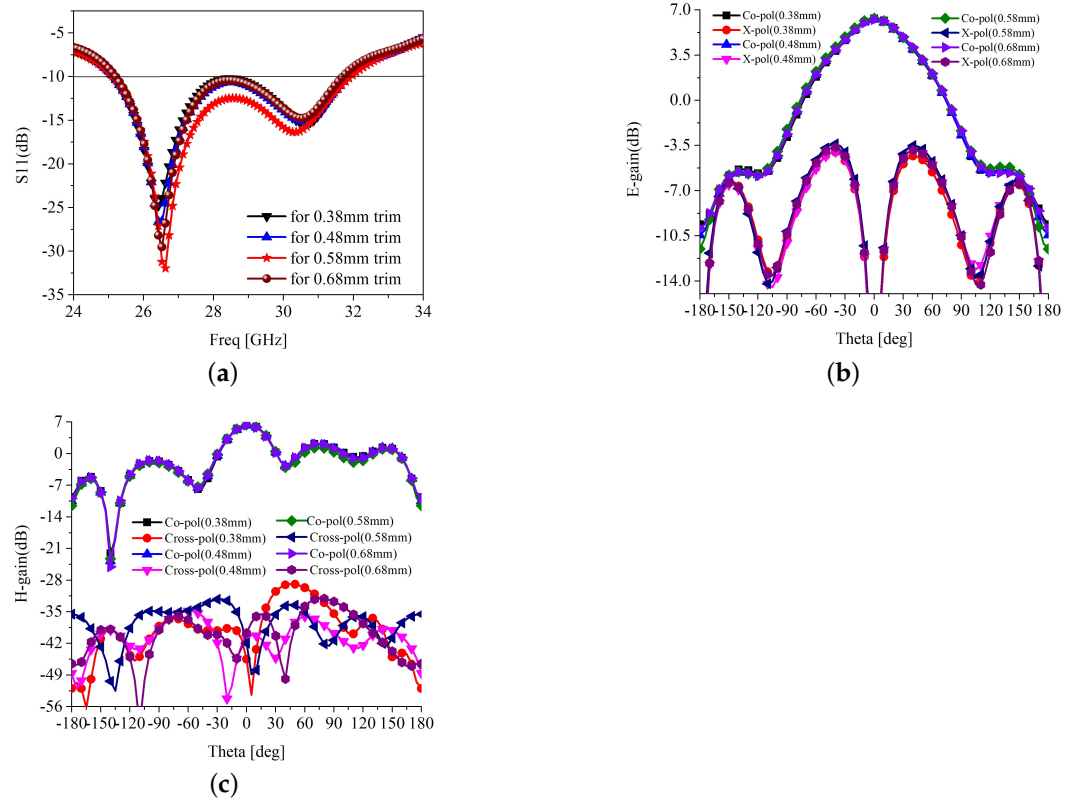 -10
-15
-20
-25
-30
-35
S11(dB)
for 0.38mm trim
for 0.48mm trim
for 0.58mm trim
for 0.68mm trim
24 26 28 30 32 34
Freq [GHz]
(a)
7.0
3.5
0.0
-3.5
-7.0
-10.5
-14.0
E-gain(dB)
Co-pol(0.38mm) Co-pol(0.58mm)
X-pol(0.38mm) X-pol(0.58mm)
Co-pol(0.48mm) Co-pol(0.68mm)
X-pol(0.48mm) X-pol(0.68mm)
-180 -150 -120 -90 -60 -30 0 30 60 90 120 150 180
Theta [deg]
(b)
7
0
-7
-14
-21
-28
-35
-42
-49
-56
H-gain(dB)
Co-pol(0.38mm) Co-pol(0.58mm)
Cross-pol(0.38mm) Cross-pol(0.58mm)
Co-pol(0.48mm) Co-pol(0.68mm)
Cross-pol(0.48mm) Cross-pol(0.68mm)
-180 -150 -120 -90 -60 -30 0 30 60 90 120 150 180
Theta [deg]
(c)